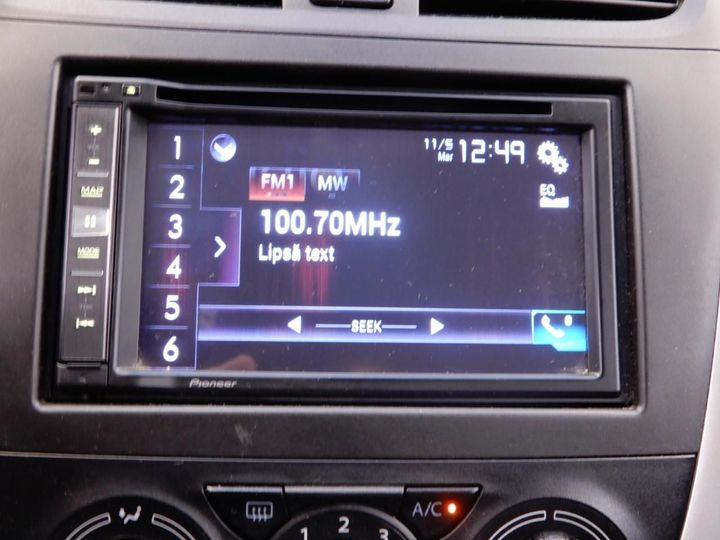 1
2
3
4
5
6
11/5
Mar
12:49
FM1
MW
EQ
100.70MHz
Lipsă text
SEEK
MAP
MODE
Pioneer
A/C
1
2
3